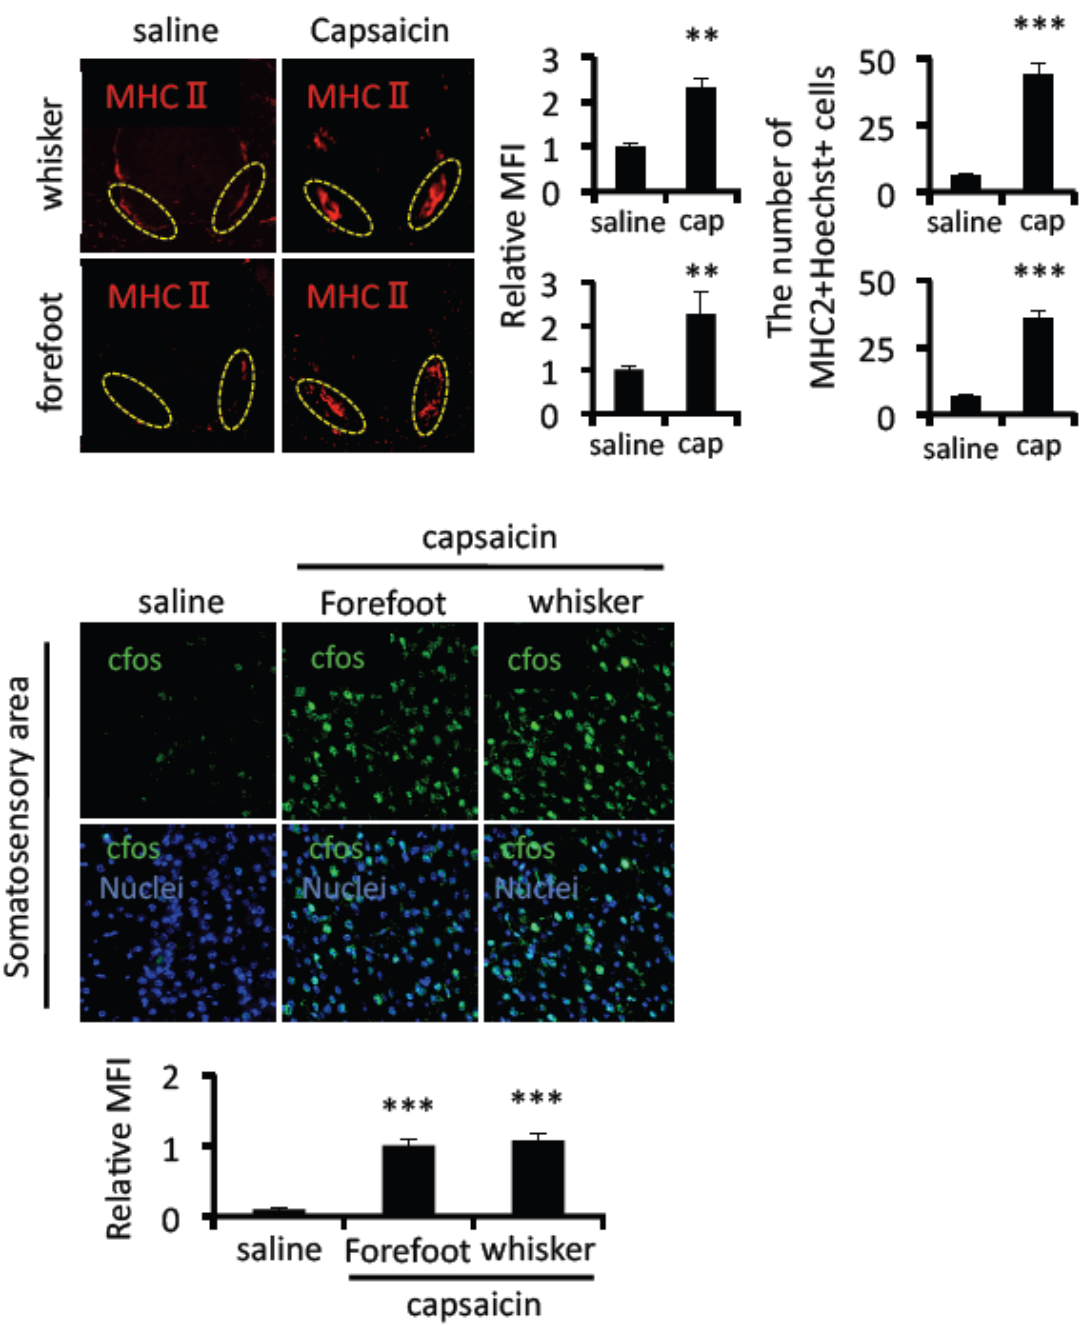 saline Capsaicin
whisker
MHC Ⅱ MHC Ⅱ
forefoot
MHC Ⅱ MHC Ⅱ
Relative MFI
3
2
1
0
**
saline cap
3
2
1
0
**
saline cap
The number of
MHC2+Hoechst+ cells
50
25
0
***
saline cap
50
25
0
***
saline cap
capsaicin
saline Forefoot whisker
Somatosensory area
cfos cfos cfos
cfos cfos cfos
Nuclei Nuclei Nuclei
Relative MFI
2
1
0
*** ***
saline Forefoot whisker
capsaicin